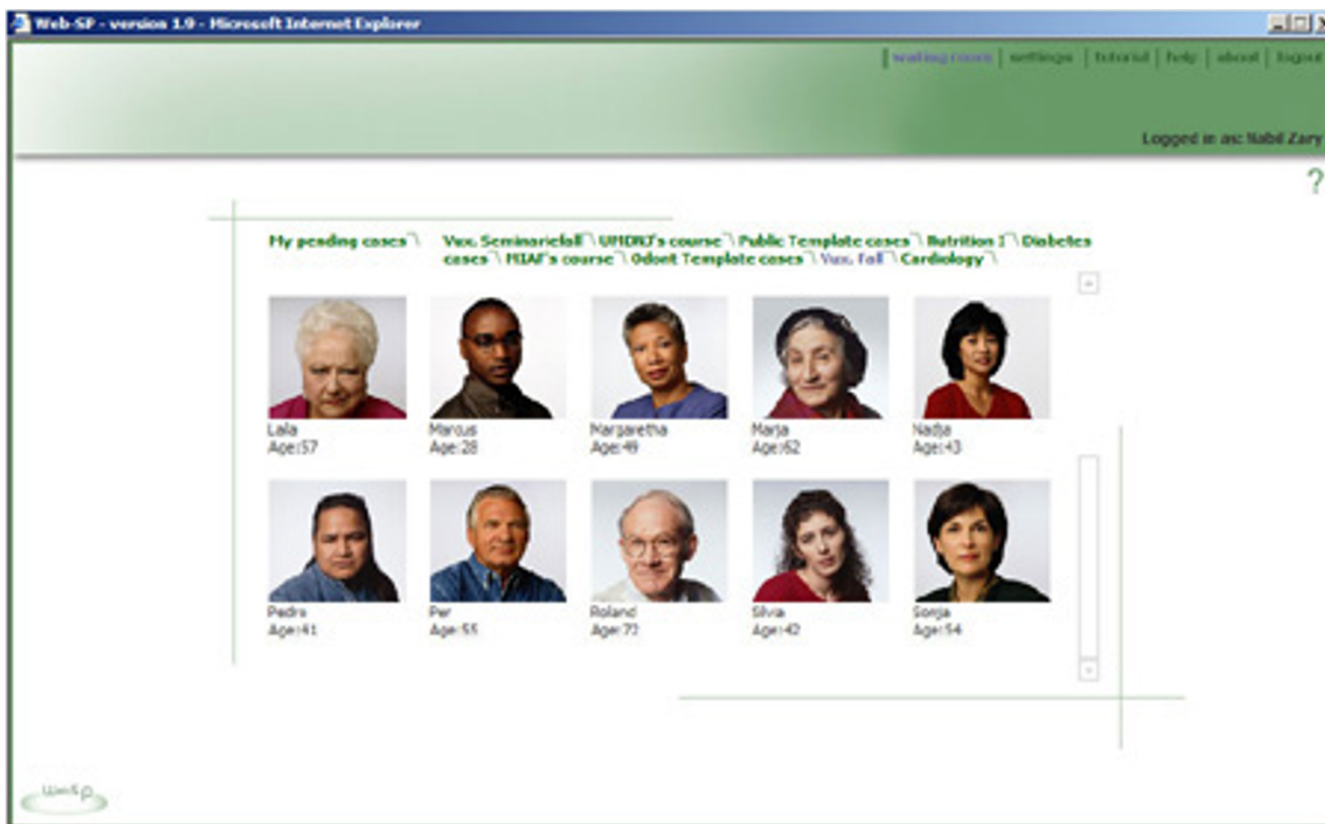 Web-SP - version 1.9 - Microsoft Internet Explorer
waiting room | settings | tutorial | help | about | logout
Logged in as: Nabil Zary
?
My pending cases Vux. Seminariefall UMDNJ's course Public Template cases Nutrition I Diabetes
cases MIAF's course Odont Template cases Vux. Fall Cardiology
Laila Marcus Margaretha Marja Nadja
Age:57 Age:28 Age:49 Age:62 Age:43
Pedro Per Roland Silvia Sonja
Age:41 Age:55 Age:72 Age:42 Age:54